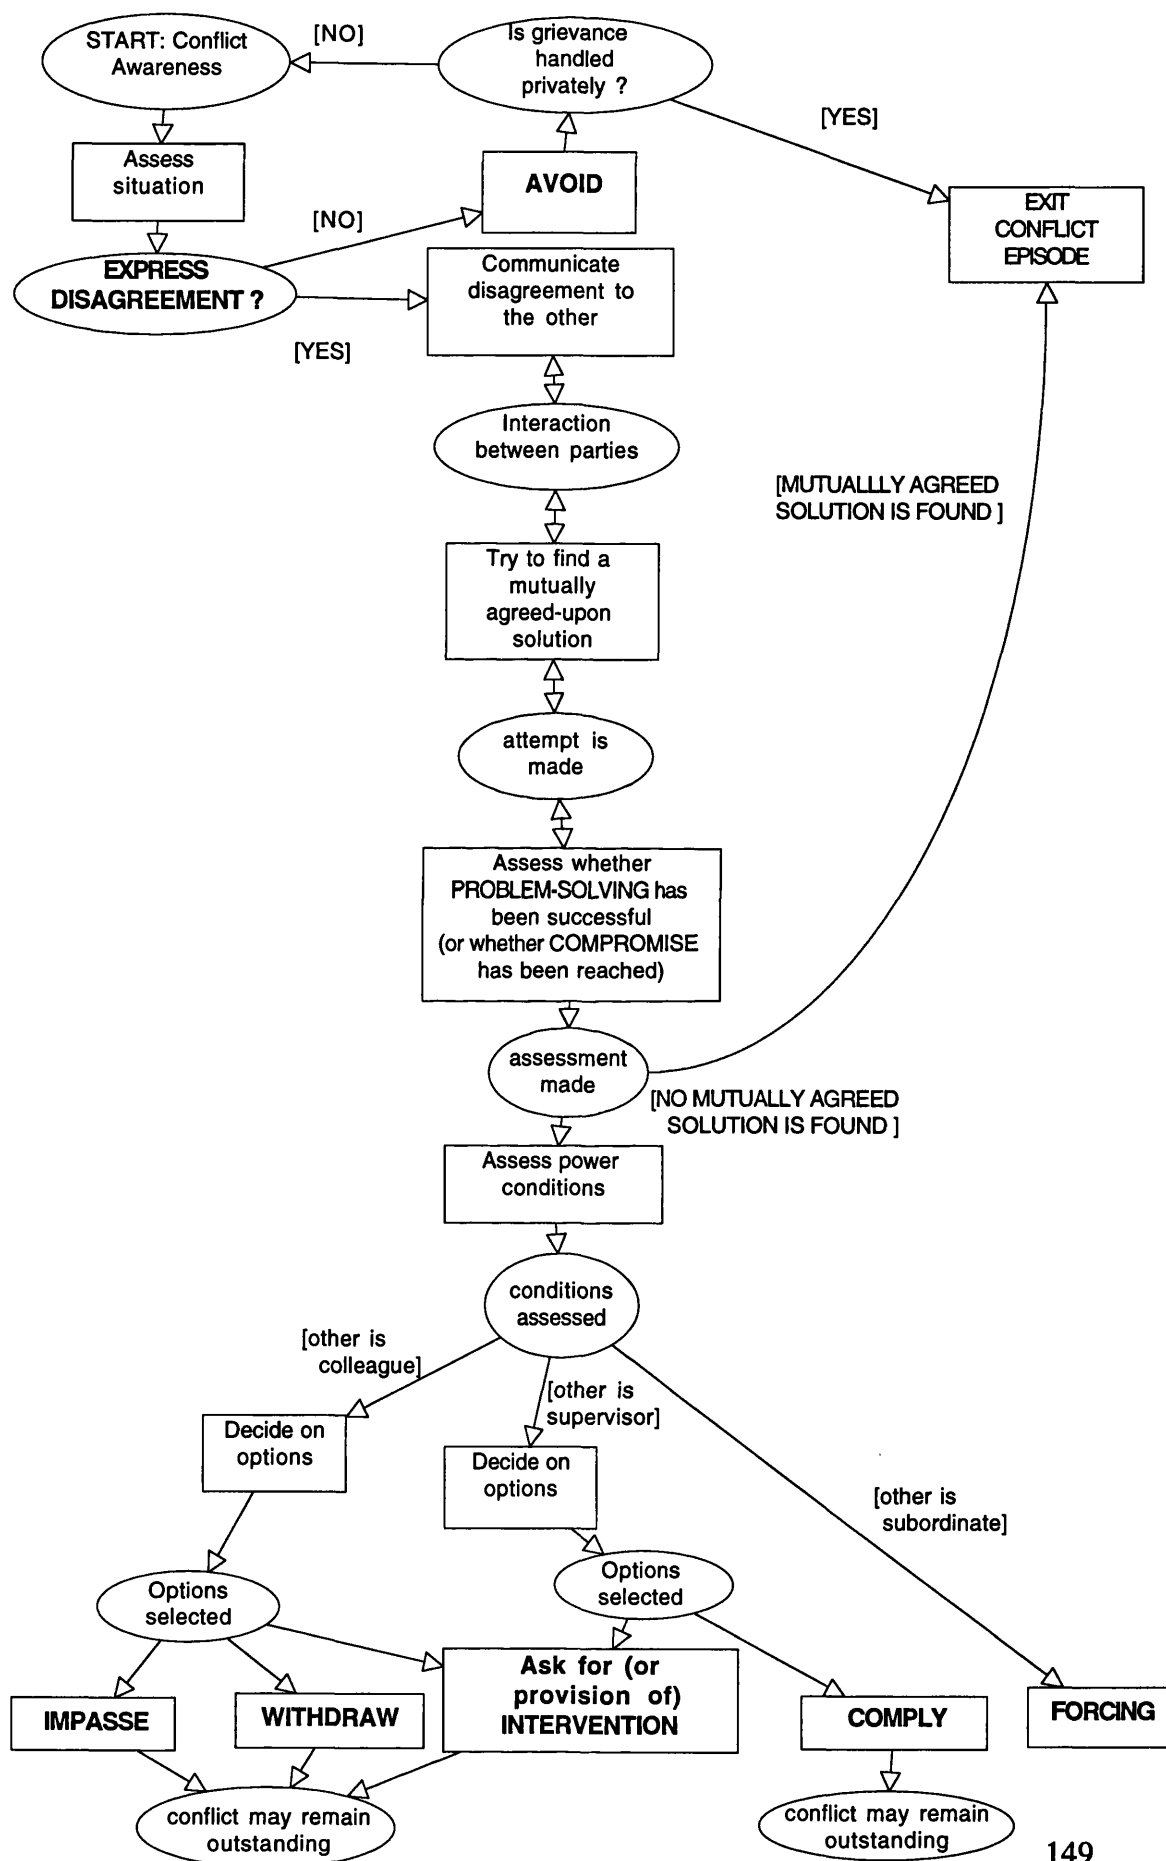 START: Conflict
Awareness
[NO]
Is grievance
handled
privately ?
[YES]
Assess
situation
AVOID
[NO]
EXIT
CONFLICT
EPISODE
EXPRESS
DISAGREEMENT ?
Communicate
disagreement to
the other
[YES]
Interaction
between parties
[MUTUALLLY AGREED
SOLUTION IS FOUND ]
Try to find a
mutually
agreed-upon
solution
attempt is
made
Assess whether
PROBLEM-SOLVING has
been successful
(or whether COMPROMISE
has been reached)
assessment
made
[NO MUTUALLY AGREED
SOLUTION IS FOUND ]
Assess power
conditions
conditions
assessed
[other is
colleague]
[other is
supervisor]
[other is
subordinate]
Decide on
options
Decide on
options
Options
selected
Options
selected
IMPASSE
WITHDRAW
Ask for (or
provision of)
INTERVENTION
COMPLY
FORCING
conflict may remain
outstanding
conflict may remain
outstanding
149